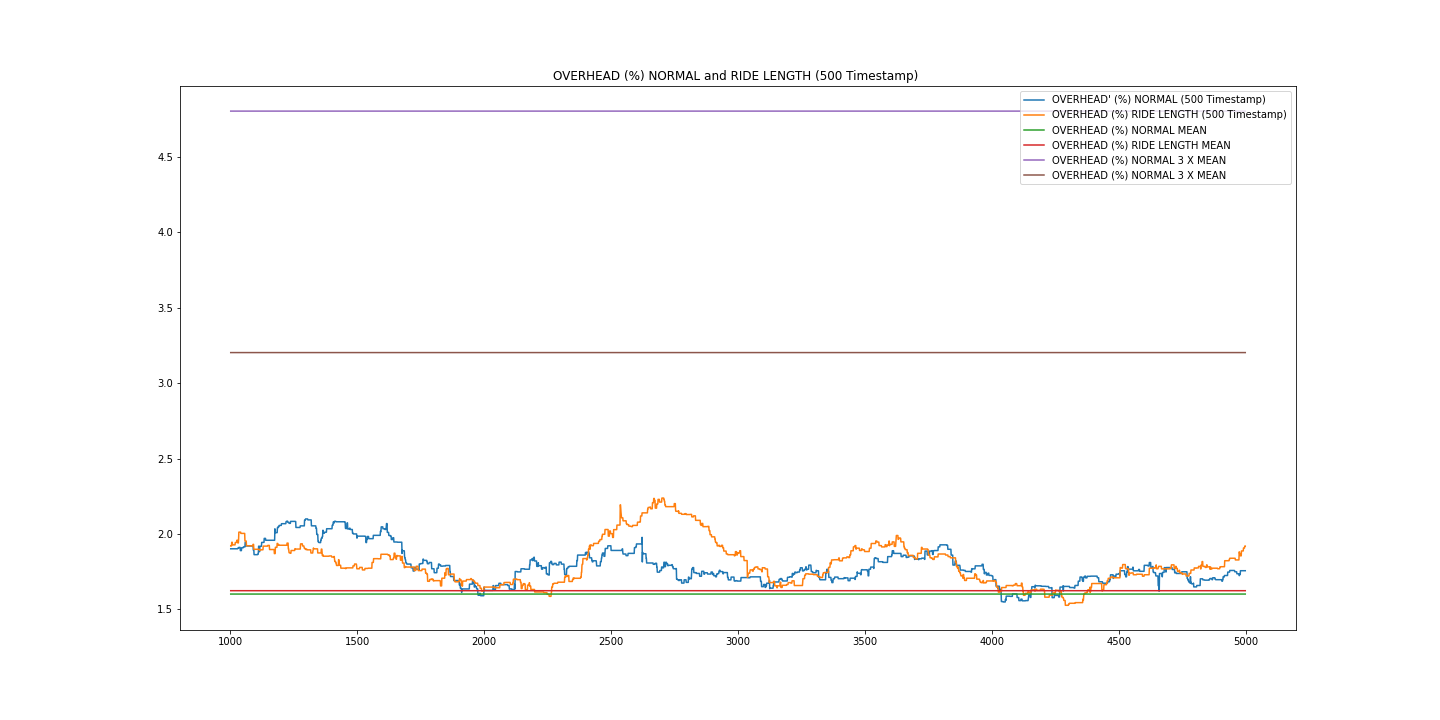 OVERHEAD (%) NORMAL and RIDE LENGTH (500 Timestamp)
OVERHEAD' (%) NORMAL (500 Timestamp)
OVERHEAD (%) RIDE LENGTH (500 Timestamp)
OVERHEAD (%) NORMAL MEAN
OVERHEAD (%) RIDE LENGTH MEAN
OVERHEAD (%) NORMAL 3 X MEAN
OVERHEAD (%) NORMAL 3 X MEAN
4.5
4.0
3.5
3.0
2.5
2.0
1.5
1000 1500 2000 2500 3000 3500 4000 4500 5000